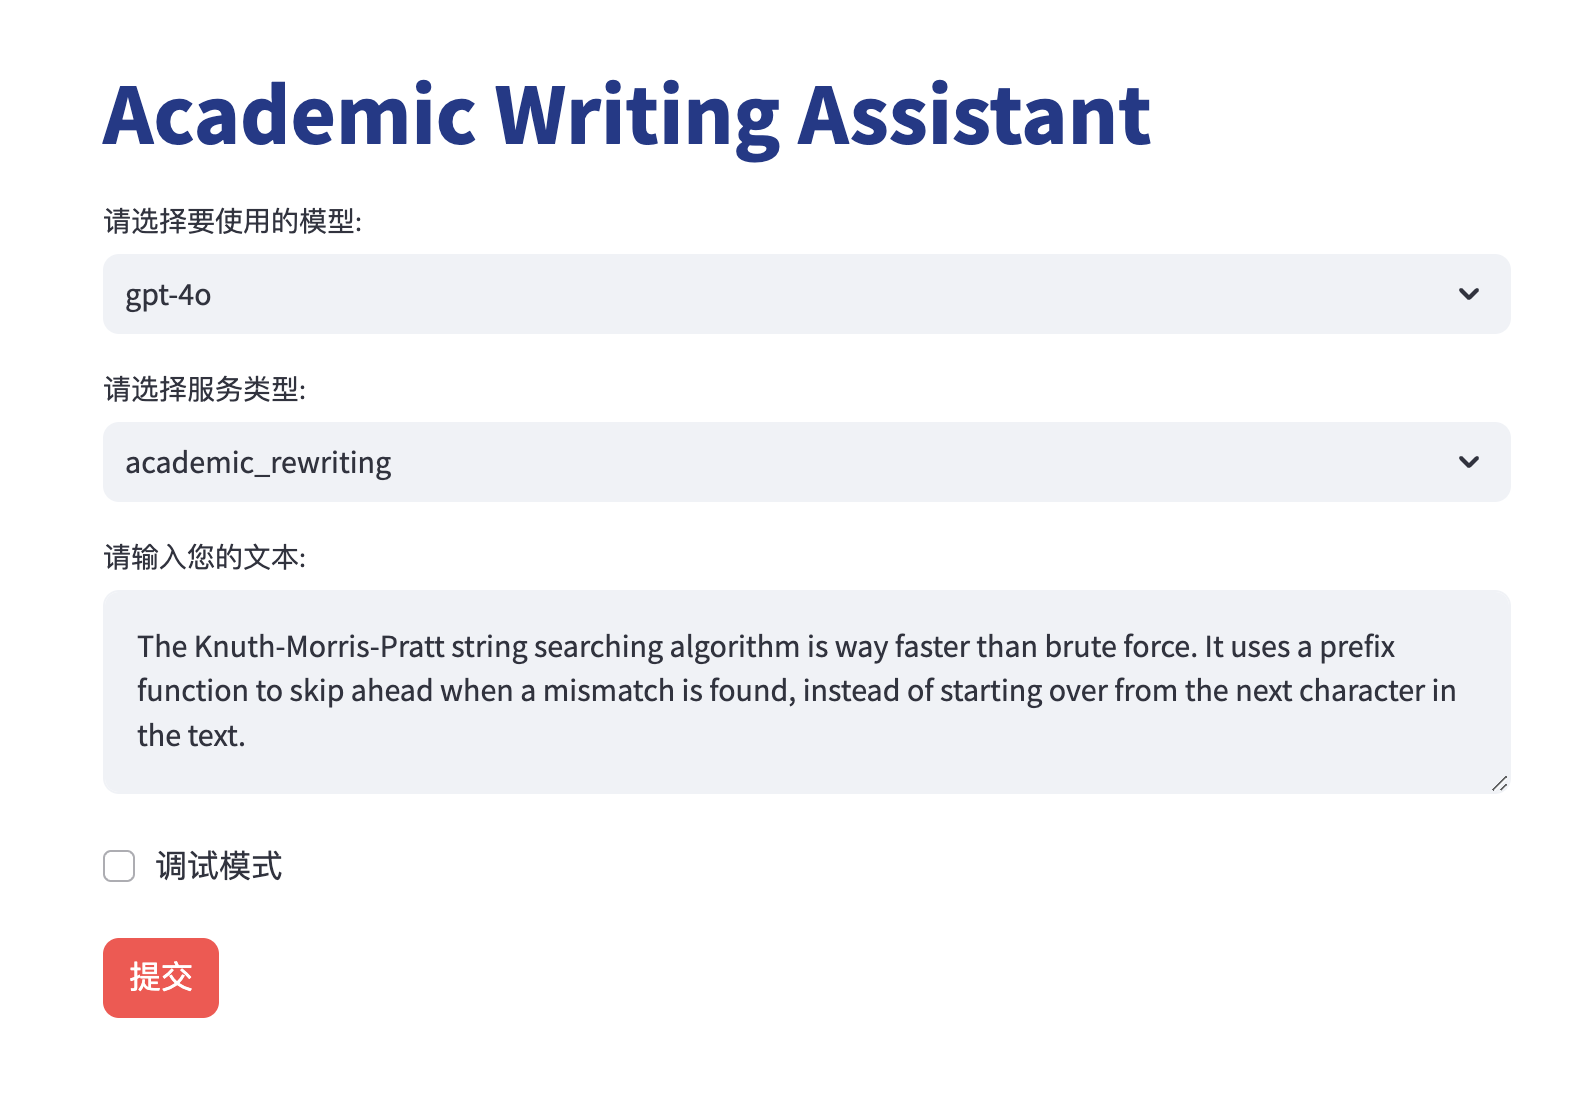 Academic Writing Assistant
请选择要使用的模型:
gpt-4o
请选择服务类型:
academic_rewriting
请输入您的文本:
The Knuth-Morris-Pratt string searching algorithm is way faster than brute force. It uses a prefix
function to skip ahead when a mismatch is found, instead of starting over from the next character in
the text.
调试模式
提交